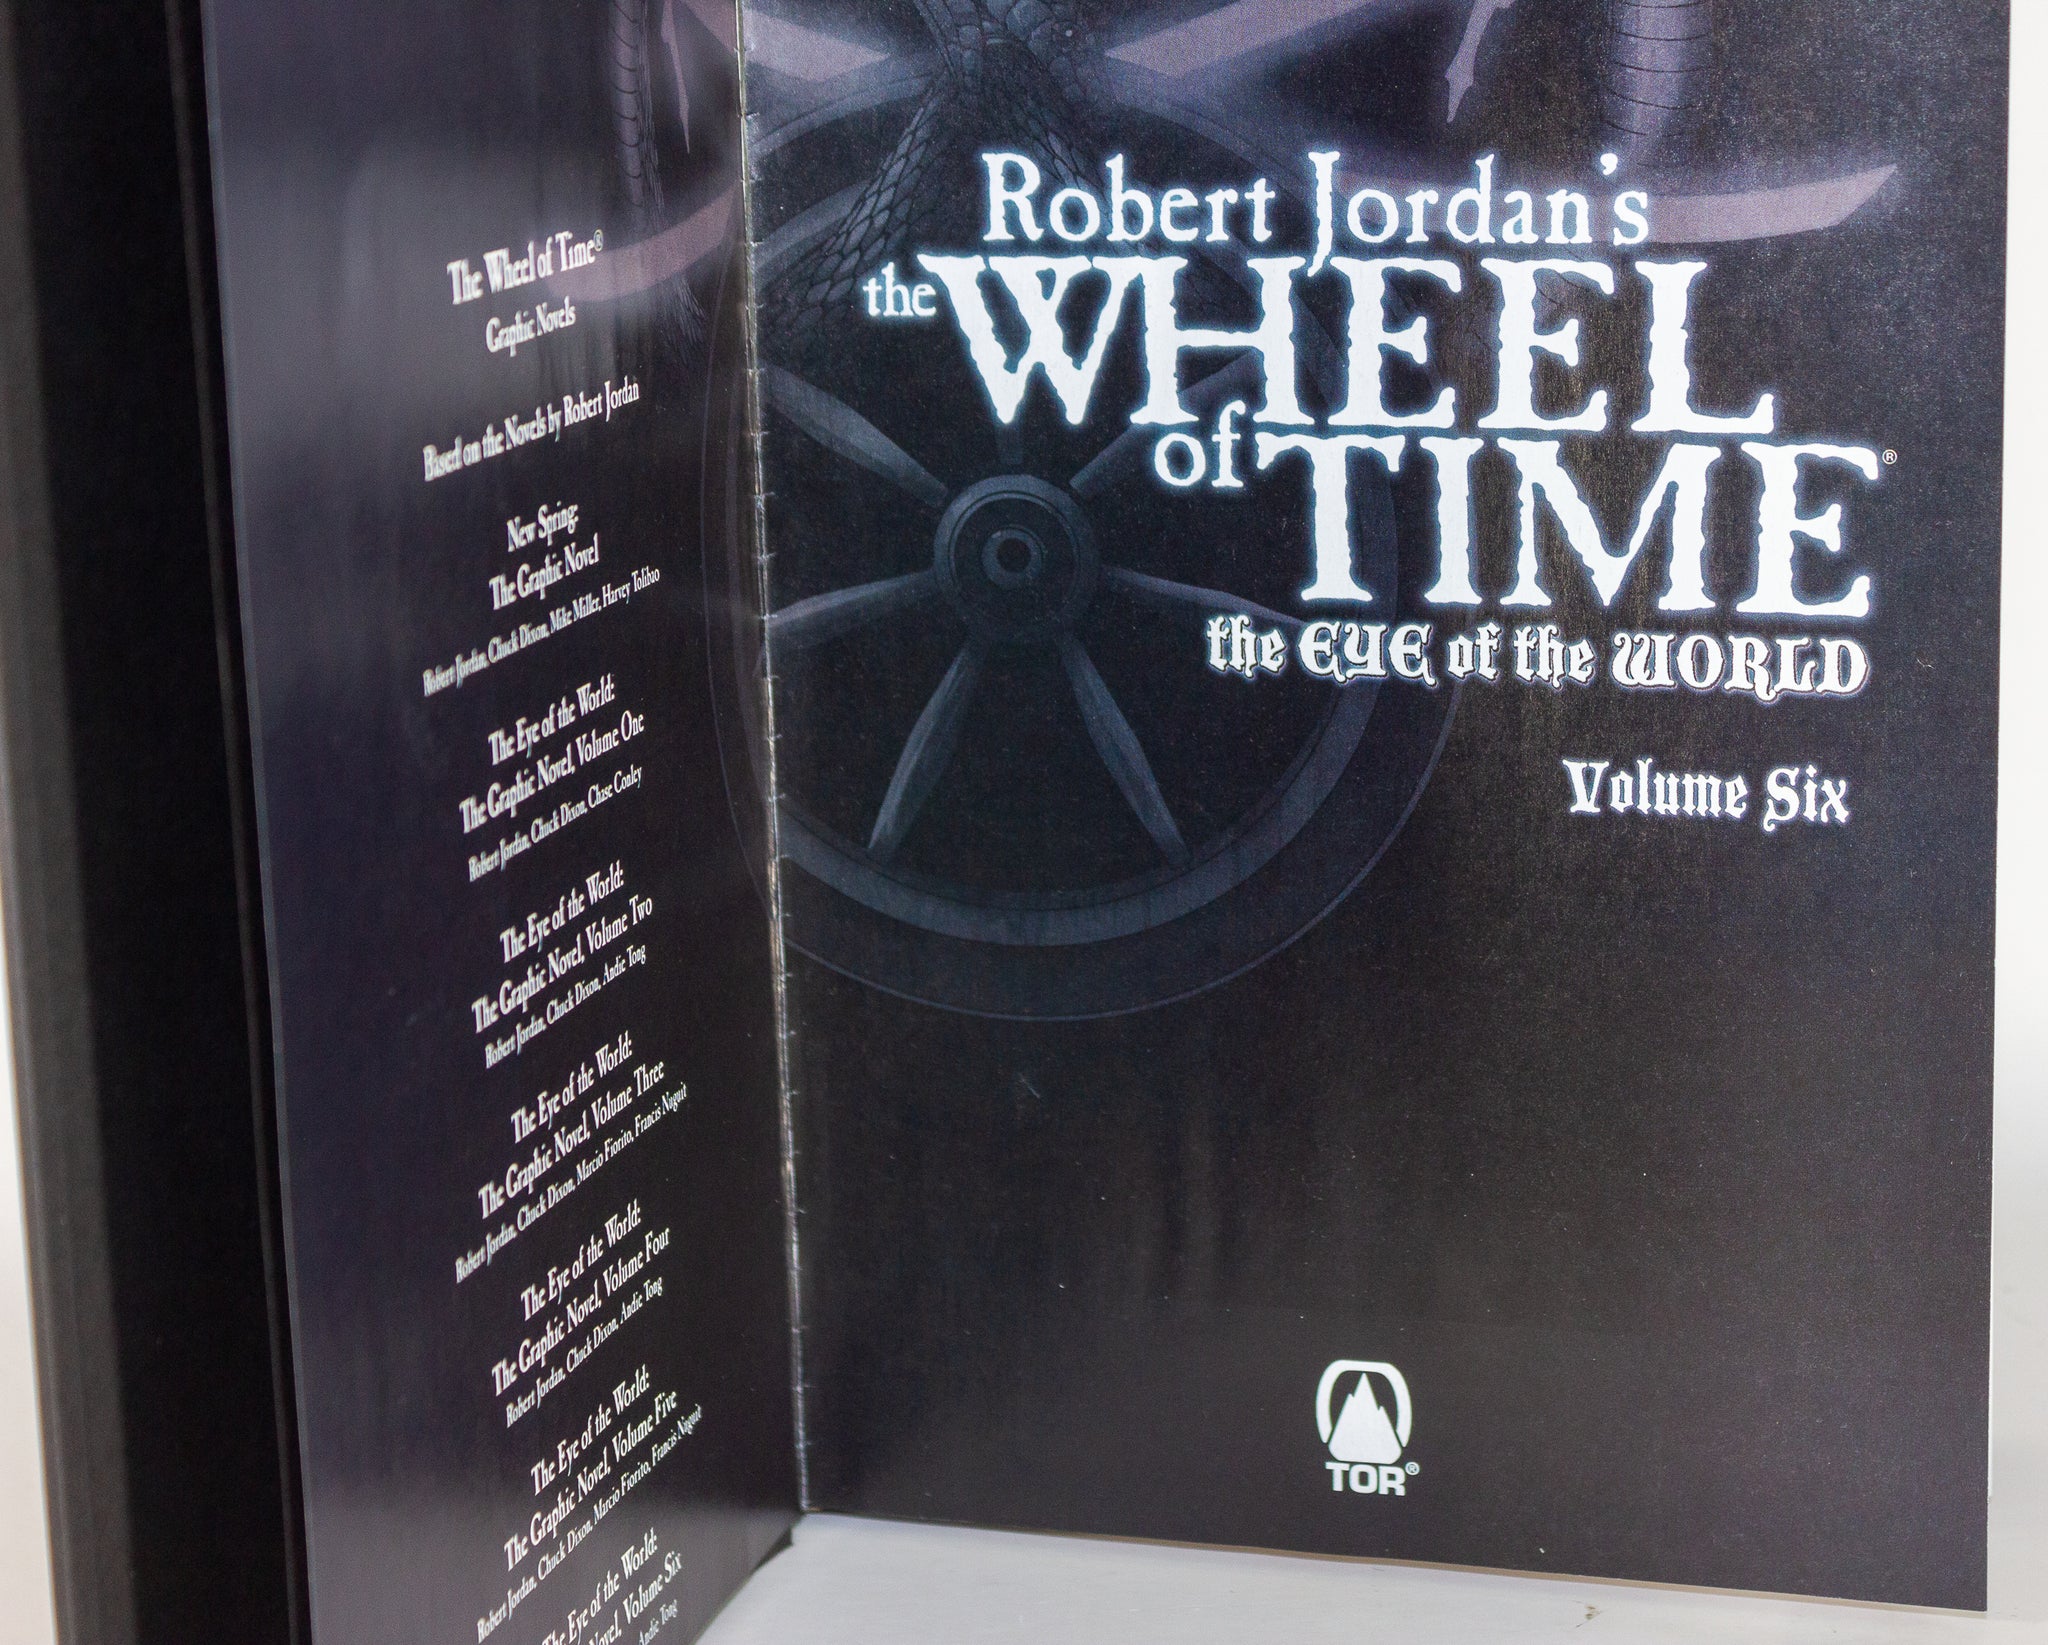 The Wheel of Time®
Graphic Novels
Based on the Novels by Robert Jordan
New Spring:
The Graphic Novel
Robert Jordan, Chuck Dixon, Mike Miller, Harvey Tolibao
The Eye of the World:
The Graphic Novel, Volume One
Robert Jordan, Chuck Dixon, Chase Conley
The Eye of the World:
The Graphic Novel, Volume Two
Robert Jordan, Chuck Dixon, Andie Tong
The Eye of the World:
The Graphic Novel, Volume Three
Robert Jordan, Chuck Dixon, Marcio Fiorito, Francis Nuguit
The Eye of the World:
The Graphic Novel, Volume Four
Robert Jordan, Chuck Dixon, Andie Tong
The Eye of the World:
The Graphic Novel, Volume Five
Robert Jordan, Chuck Dixon, Marcio Fiorito, Francis Nuguit
The Eye of the World:
Novel, Volume Six
Andie Tong
Robert Jordan's
the WHEEL
of TIME®
the EYE of the WORLD
Volume Six
TOR®